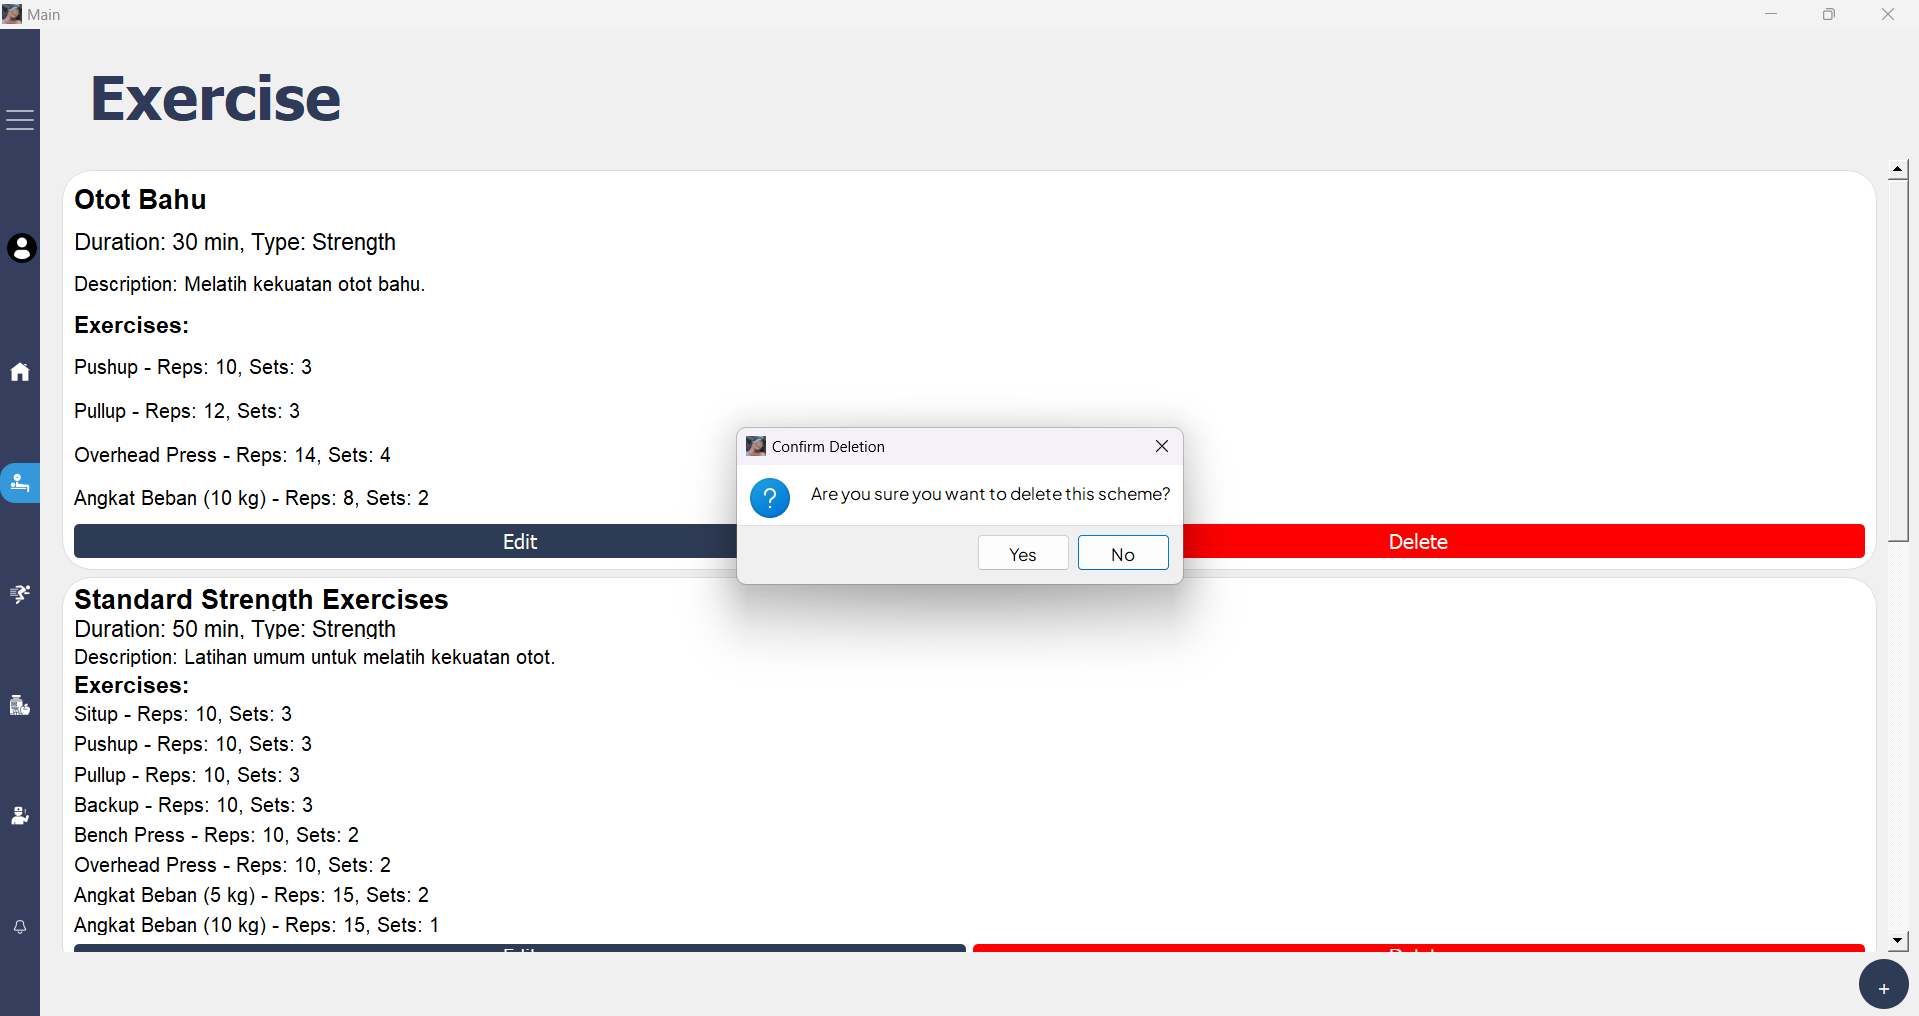 Main
Exercise
Otot Bahu
Duration: 30 min, Type: Strength
Description: Melatih kekuatan otot bahu.
Exercises:
Pushup - Reps: 10, Sets: 3
Pullup - Reps: 12, Sets: 3
Overhead Press - Reps: 14, Sets: 4
Angkat Beban (10 kg) - Reps: 8, Sets: 2
Edit
Delete
Confirm Deletion
?
Are you sure you want to delete this scheme?
Yes
No
Standard Strength Exercises
Duration: 50 min, Type: Strength
Description: Latihan umum untuk melatih kekuatan otot.
Exercises:
Situp - Reps: 10, Sets: 3
Pushup - Reps: 10, Sets: 3
Pullup - Reps: 10, Sets: 3
Backup - Reps: 10, Sets: 3
Bench Press - Reps: 10, Sets: 2
Overhead Press - Reps: 10, Sets: 2
Angkat Beban (5 kg) - Reps: 15, Sets: 2
Angkat Beban (10 kg) - Reps: 15, Sets: 1
+